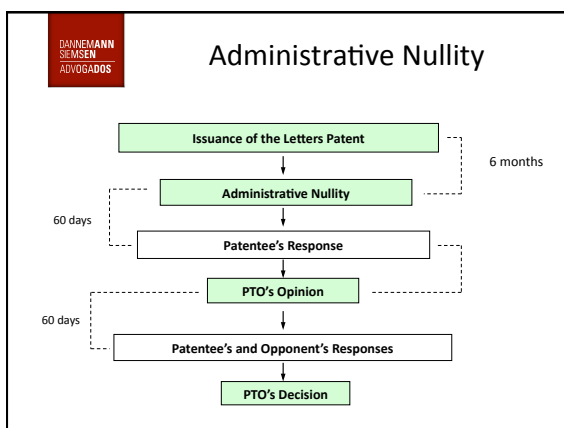 DANNEMANN
SIEMSEN
ADVOGADOS
Administrative Nullity
Issuance of the Letters Patent
6 months
Administrative Nullity
60 days
Patentee's Response
PTO's Opinion
60 days
Patentee's and Opponent's Responses
PTO's Decision